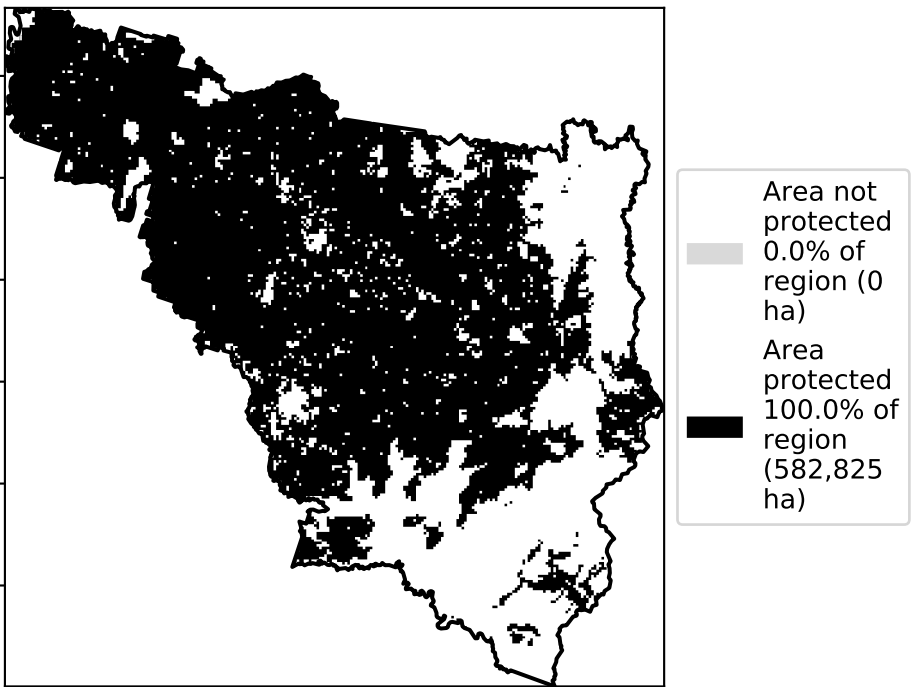 Area not
protected
0.0% of
region (0
ha)
Area
protected
100.0% of
region
(582,825
ha)